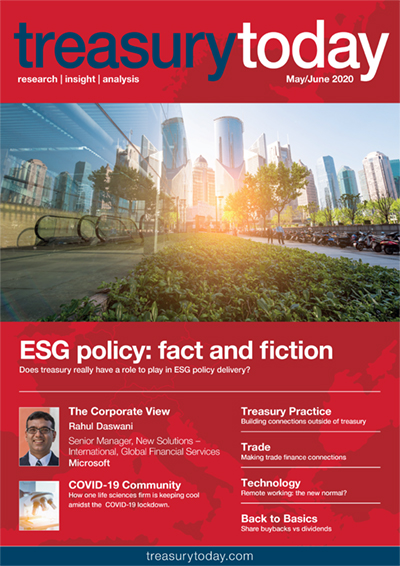 treasurytoday
research | insight | analysis
May/June 2020
ESG policy: fact and fiction
Does treasury really have a role to play in ESG policy delivery?
The Corporate View
Rahul Daswani
Senior Manager, New Solutions –
International, Global Financial Services
Microsoft
COVID-19 Community
How one life sciences firm is keeping cool
amidst the COVID-19 lockdown.
Treasury Practice
Building connections outside of treasury
Trade
Making trade finance connections
Technology
Remote working: the new normal?
Back to Basics
Share buybacks vs dividends
treasurytoday.com